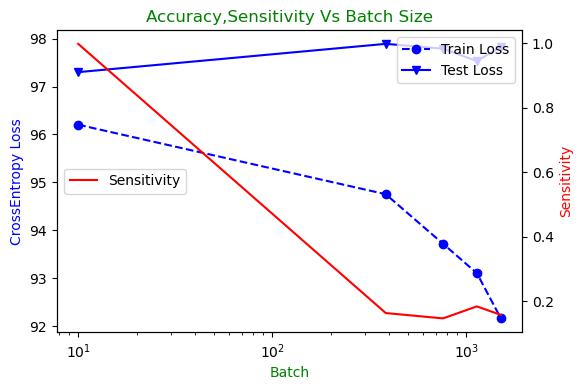 Accuracy,Sensitivity Vs Batch Size
98
97
96
95
94
93
92
CrossEntropy Loss
Train Loss
Test Loss
Sensitivity
1.0
0.8
0.6
0.4
0.2
Sensitivity
10¹
10²
10³
Batch